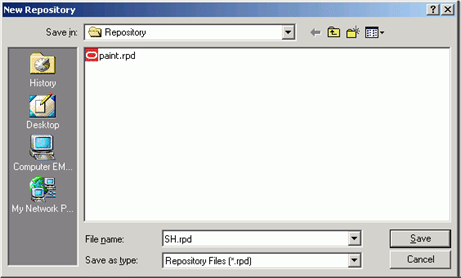 New Repository
Save in: Repository
paint.rpd
History
Desktop
Computer EM...
My Network P...
File name: SH.rpd Save
Save as type: Repository Files (*.rpd) Cancel